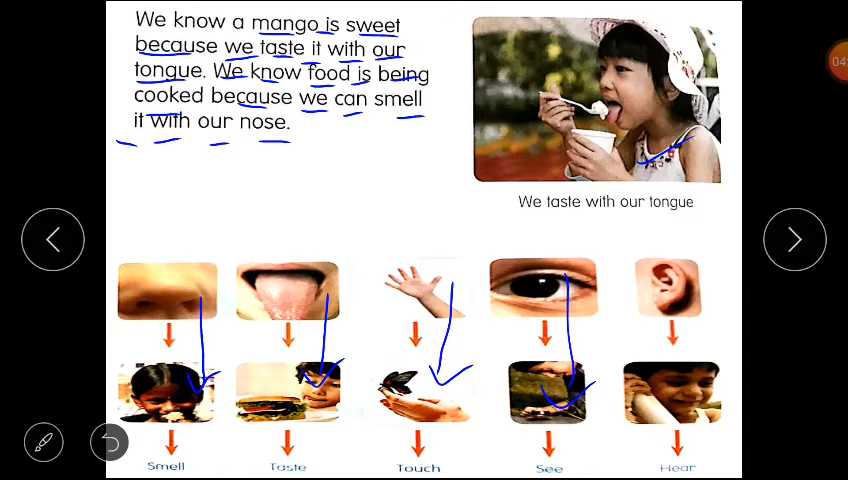 We know a mango is sweet
because we taste it with our
tongue. We know food is being
cooked because we can smell
it with our nose.
We taste with our tongue
Smell
Taste
Touch
See
Hear
04: